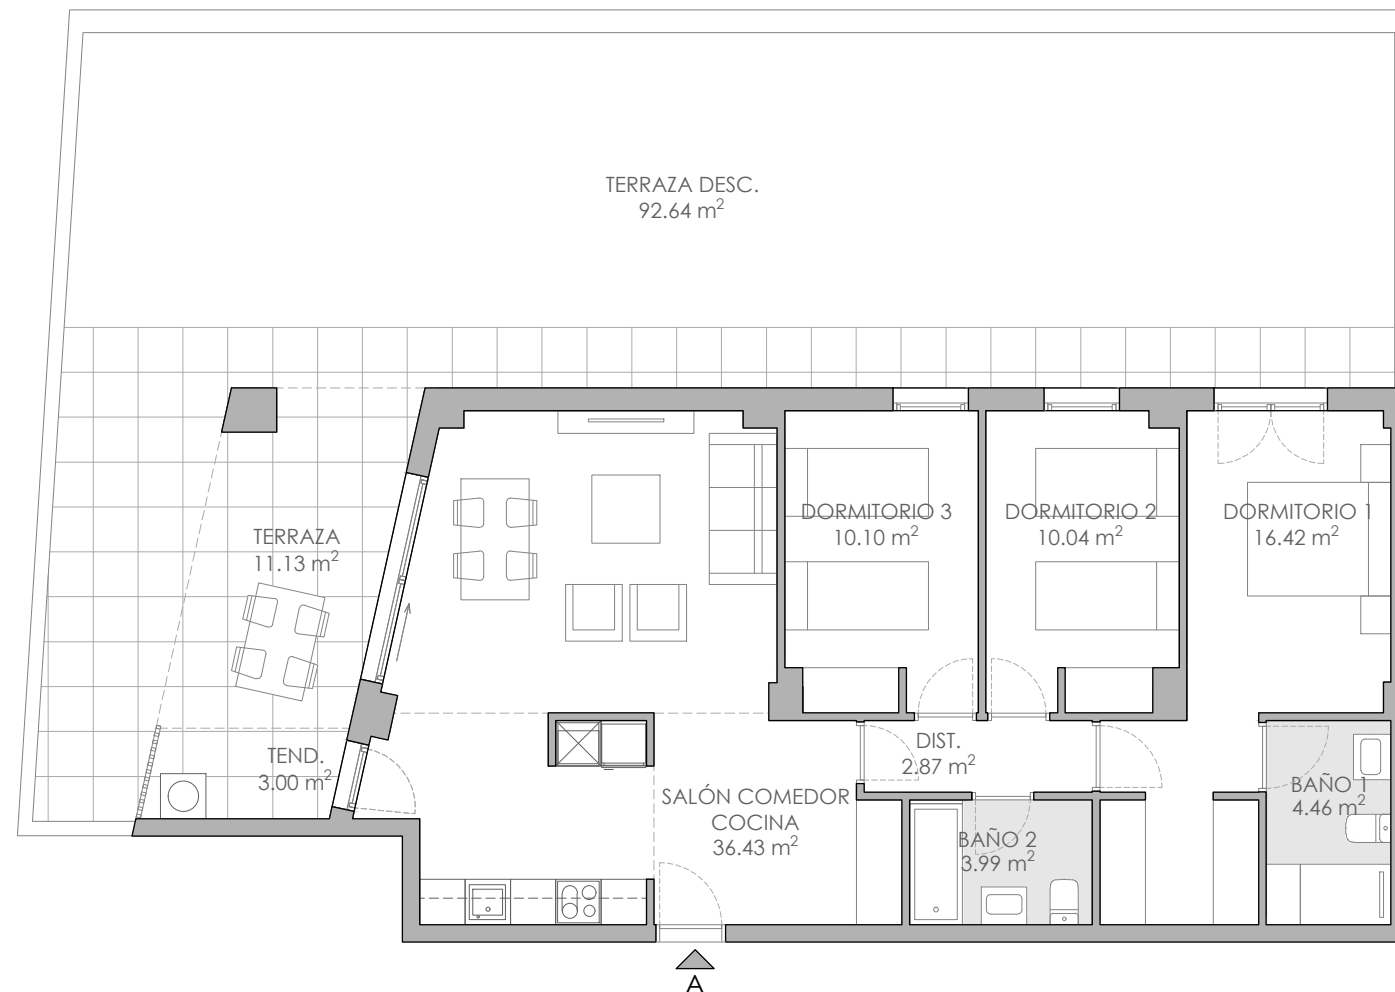 TERRAZA DESC.
92.64 m²
TERRAZA
11.13 m²
DORMITORIO 3
10.10 m²
DORMITORIO 2
10.04 m²
DORMITORIO 1
16.42 m²
TEND.
3.00 m²
DIST.
2.87 m²
SALÓN COMEDOR
COCINA
36.43 m²
BAÑO 2
3.99 m²
BAÑO 1
4.46 m²
A